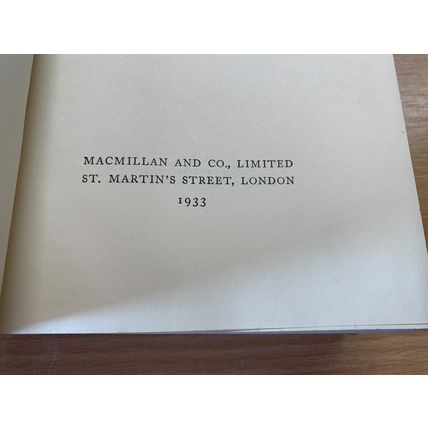 MACMILLAN AND CO., LIMITED
ST. MARTIN'S STREET, LONDON
1933